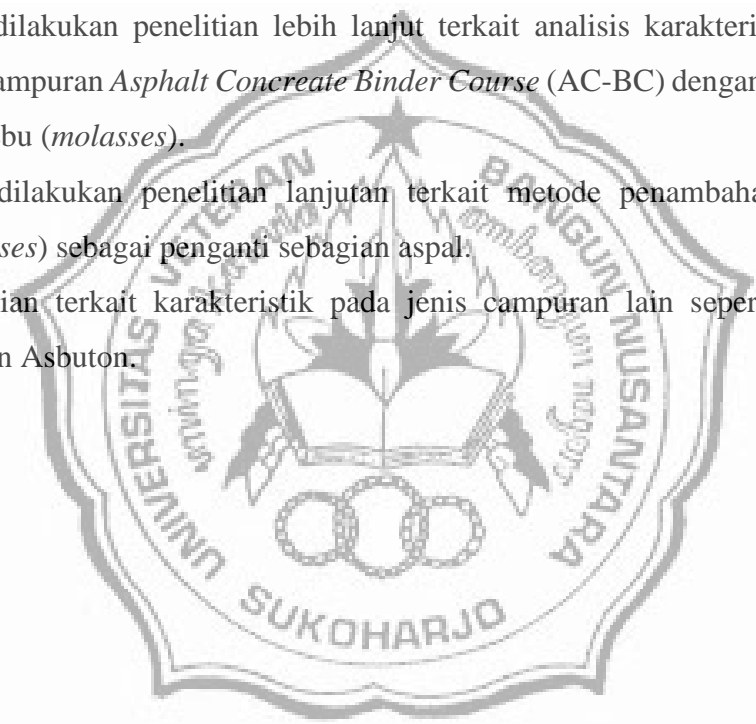 dilakukan penelitian lebih lanjut terkait analisis karakteri
ampuran Asphalt Concreate Binder Course (AC-BC) dengan
ebu (molasses).
dilakukan penelitian lanjutan terkait metode penambaha
ses) sebagai penganti sebagian aspal.
ian terkait karakteristik pada jenis campuran lain seper
n Asbuton.
UNIVERSITAS VETERAN BANGUN NUSANTARA
SUKOHARJO